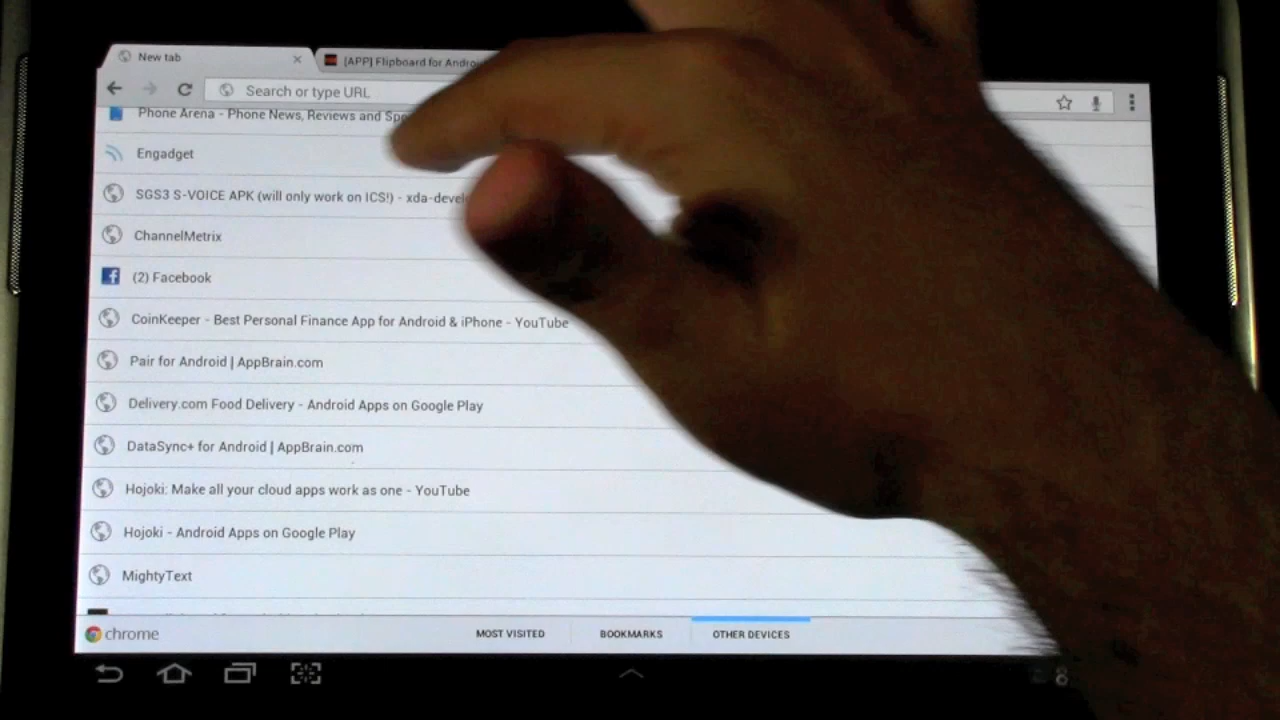 New tab
[APP] Flipboard for
Search or type URL
Phone Arena - Phone News, Reviews and
Engadget
SGS3 S-VOICE APK (will only work on ICS!) -
ChannelMetrix
(2) Facebook
CoinKeeper - Best Personal Finance App for Android & iPhone - YouTube
Pair for Android | AppBrain.com
Delivery.com Food Delivery - Android Apps on Google Play
DataSync+ for Android | AppBrain.com
Hojoki: Make all your cloud apps work as one - YouTube
Hojoki - Android Apps on Google Play
MightyText
chrome
MOST VISITED
BOOKMARKS
OTHER DEVICES